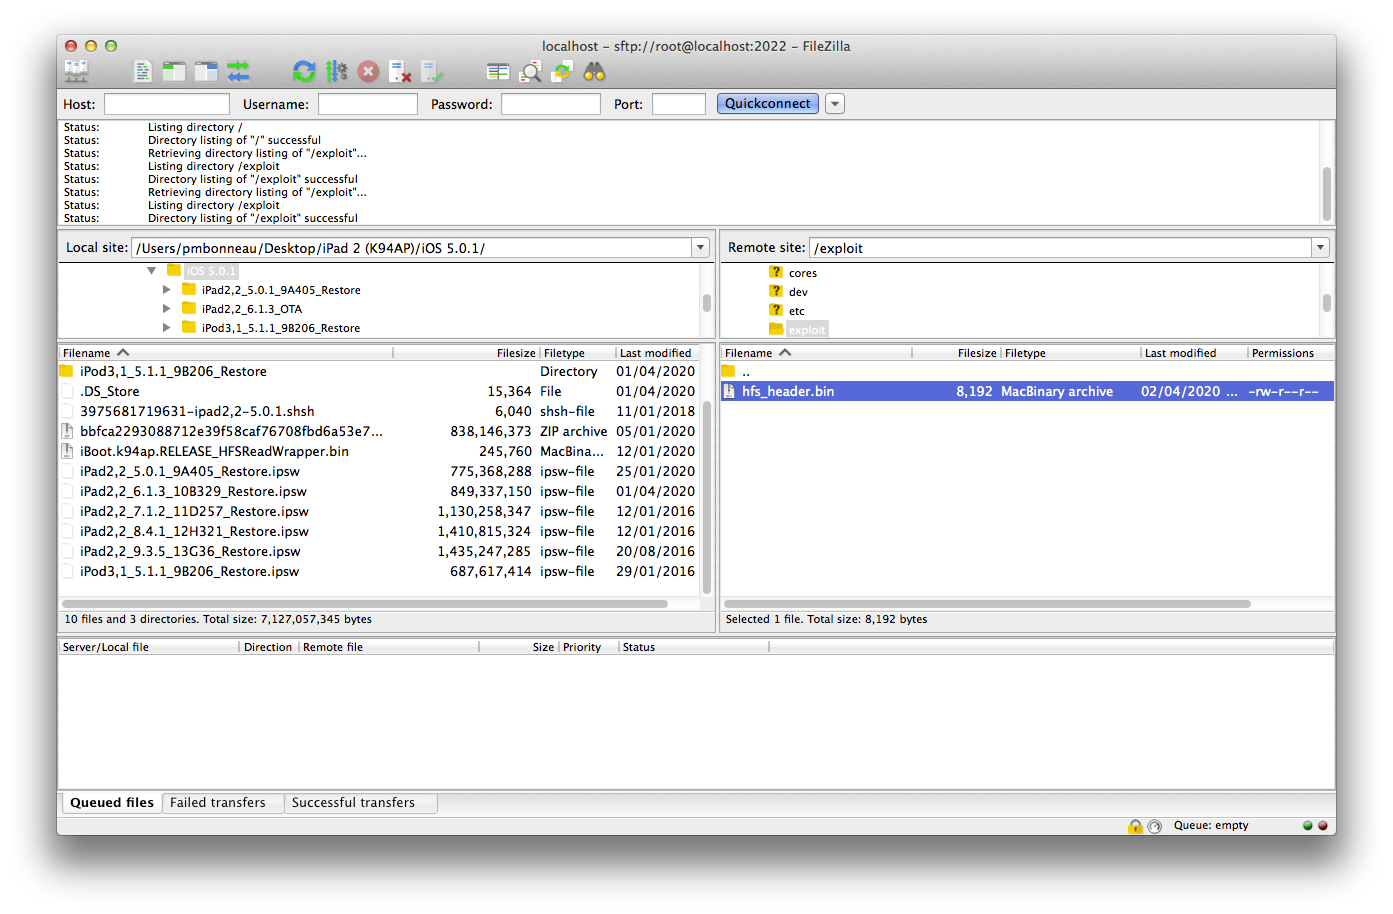 localhost - sftp://root@localhost:2022 - FileZilla
Host: Username: Password: Port: Quickconnect
Status: Listing directory /
Status: Directory listing of "/" successful
Status: Retrieving directory listing of "/exploit"...
Status: Listing directory /exploit
Status: Directory listing of "/exploit" successful
Status: Retrieving directory listing of "/exploit"...
Status: Listing directory /exploit
Status: Directory listing of "/exploit" successful
Local site: /Users/pmbonneau/Desktop/iPad 2 (K94AP)/iOS 5.0.1/
iOS 5.0.1
iPad2,2_5.0.1_9A405_Restore
iPad2,2_6.1.3_OTA
iPod3,1_5.1.1_9B206_Restore
Filename Filesize Filetype Last modified
iPod3,1_5.1.1_9B206_Restore Directory 01/04/2020
.DS_Store 15,364 File 01/04/2020
3975681719631-ipad2,2-5.0.1.shsh 6,040 shsh-file 11/01/2018
bbfca2293088712e39f58caf76708fbd6a53e7... 838,146,373 ZIP archive 05/01/2020
iBoot.k94ap.RELEASE_HFSReadWrapper.bin 245,760 MacBina... 12/01/2020
iPad2,2_5.0.1_9A405_Restore.ipsw 775,368,288 ipsw-file 25/01/2020
iPad2,2_6.1.3_10B329_Restore.ipsw 849,337,150 ipsw-file 01/04/2020
iPad2,2_7.1.2_11D257_Restore.ipsw 1,130,258,347 ipsw-file 12/01/2016
iPad2,2_8.4.1_12H321_Restore.ipsw 1,410,815,324 ipsw-file 12/01/2016
iPad2,2_9.3.5_13G36_Restore.ipsw 1,435,247,285 ipsw-file 20/08/2016
iPod3,1_5.1.1_9B206_Restore.ipsw 687,617,414 ipsw-file 29/01/2016
10 files and 3 directories. Total size: 7,127,057,345 bytes
Remote site: /exploit
? cores
? dev
? etc
exploit
Filename Filesize Filetype Last modified Permissions
..
hfs_header.bin 8,192 MacBinary archive 02/04/2020 ... -rw-r--r--
Selected 1 file. Total size: 8,192 bytes
Server/Local file Direction Remote file Size Priority Status
Queued files Failed transfers Successful transfers
Queue: empty